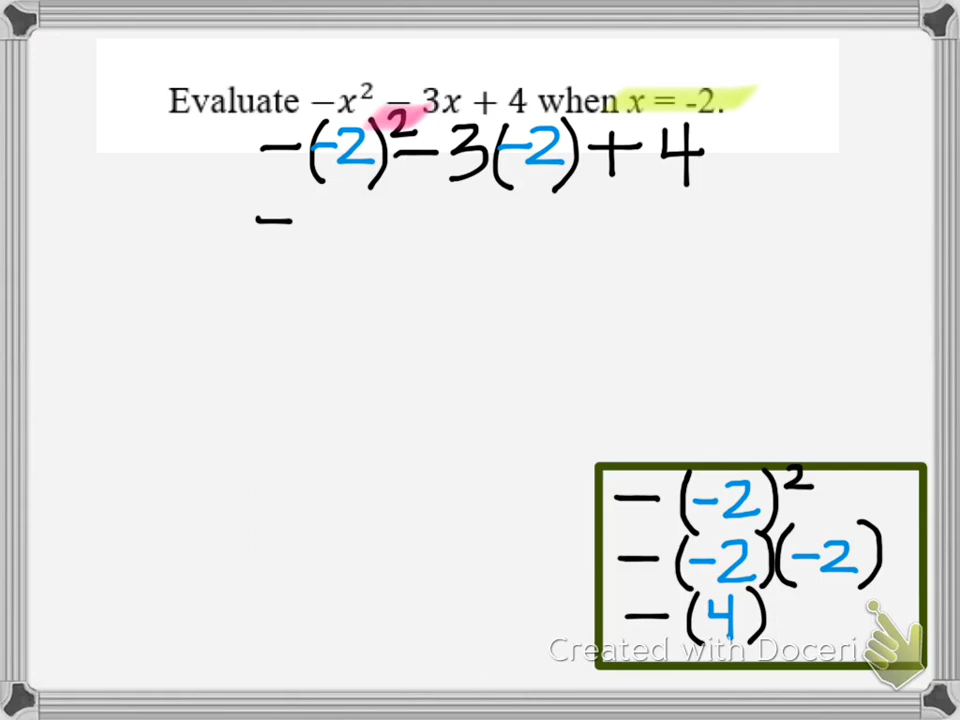 Evaluate −x² − 3x + 4 when x = -2.
−(−2)² − 3(−2) + 4
−
−(−2)²
−(−2)(−2)
−(4)
Created with Doceri